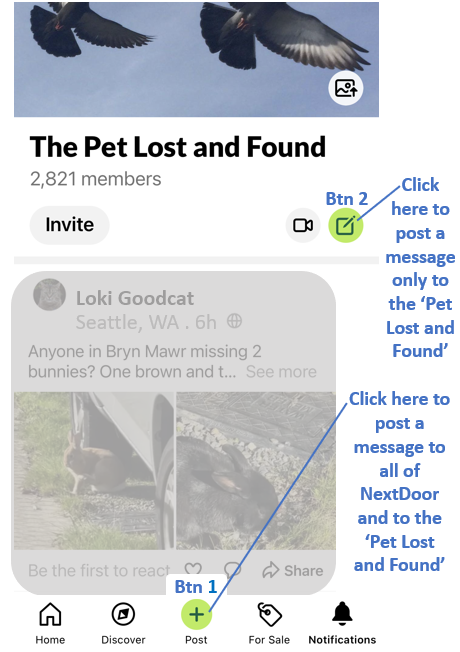 The Pet Lost and Found
2,821 members
Invite
Btn 2
Click
here to
post a
message
only to
the ‘Pet
Lost and
Found’
Loki Goodcat
Seattle, WA . 6h
Anyone in Bryn Mawr missing 2
bunnies? One brown and t... See more
Click here to
post a
message to
all of
NextDoor
and to the
‘Pet Lost
and Found’
Be the first to react
Share
Btn 1
Home
Discover
Post
For Sale
Notifications